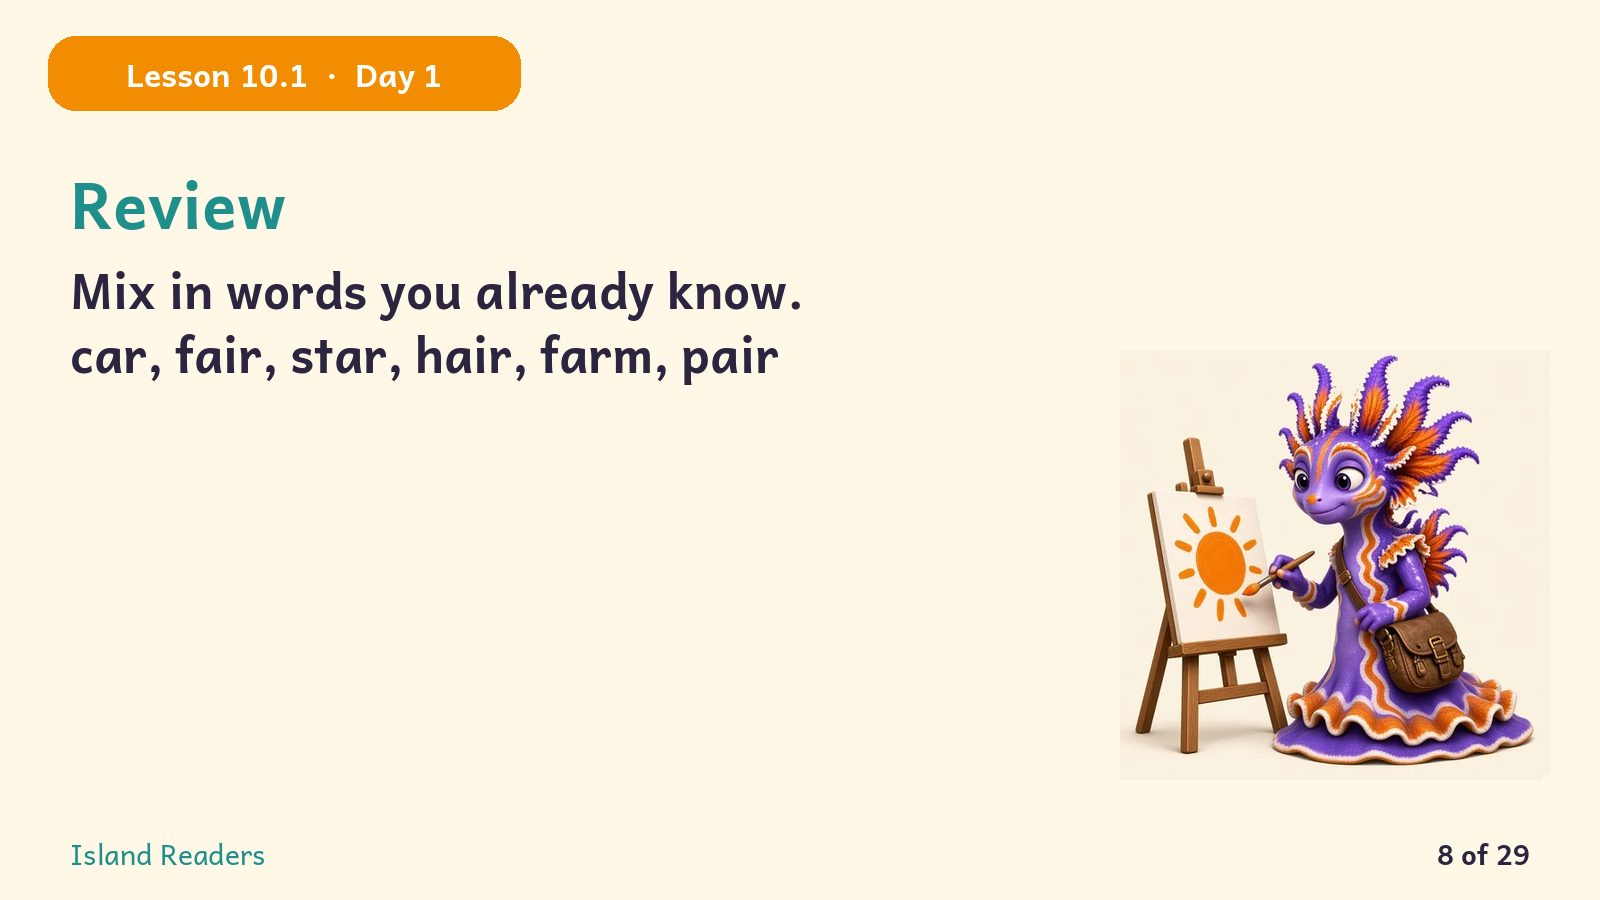 Lesson 10.1 · Day 1
Review
Mix in words you already know.
car, fair, star, hair, farm, pair
Island Readers
8 of 29